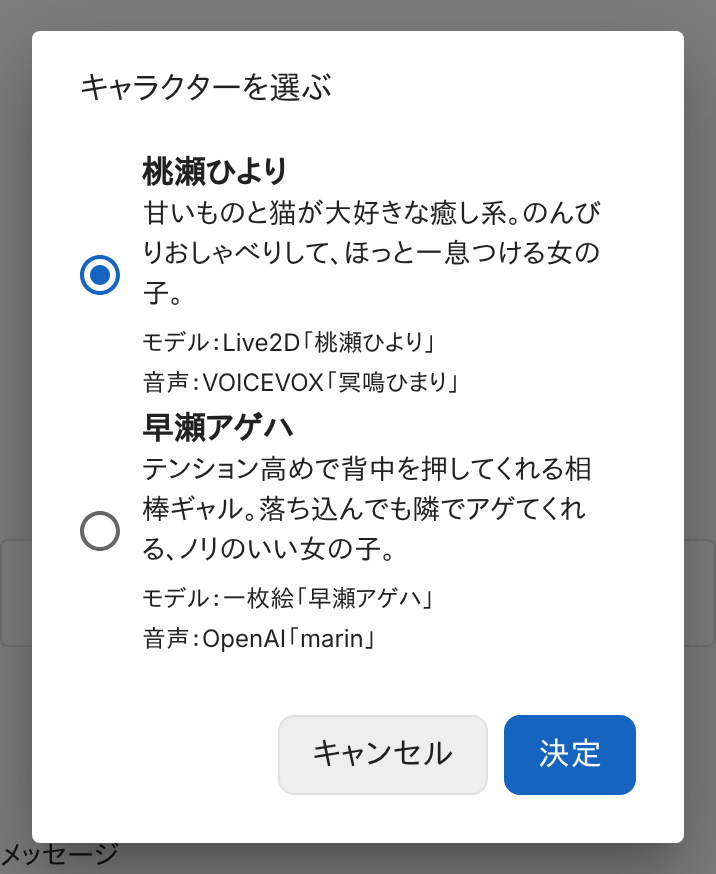 キャラクターを選ぶ
桃瀬ひより
甘いものと猫が大好きな癒し系。のんび
りおしゃべりして、ほっと一息つける女の
子。
モデル:Live2D「桃瀬ひより」
音声:VOICEVOX「冥鳴ひまり」
早瀬アゲハ
テンション高めで背中を押してくれる相
棒ギャル。落ち込んでも隣でアゲてくれ
る、ノリのいい女の子。
モデル:一枚絵「早瀬アゲハ」
音声:OpenAI「marin」
キャンセル
決定
メッセージ